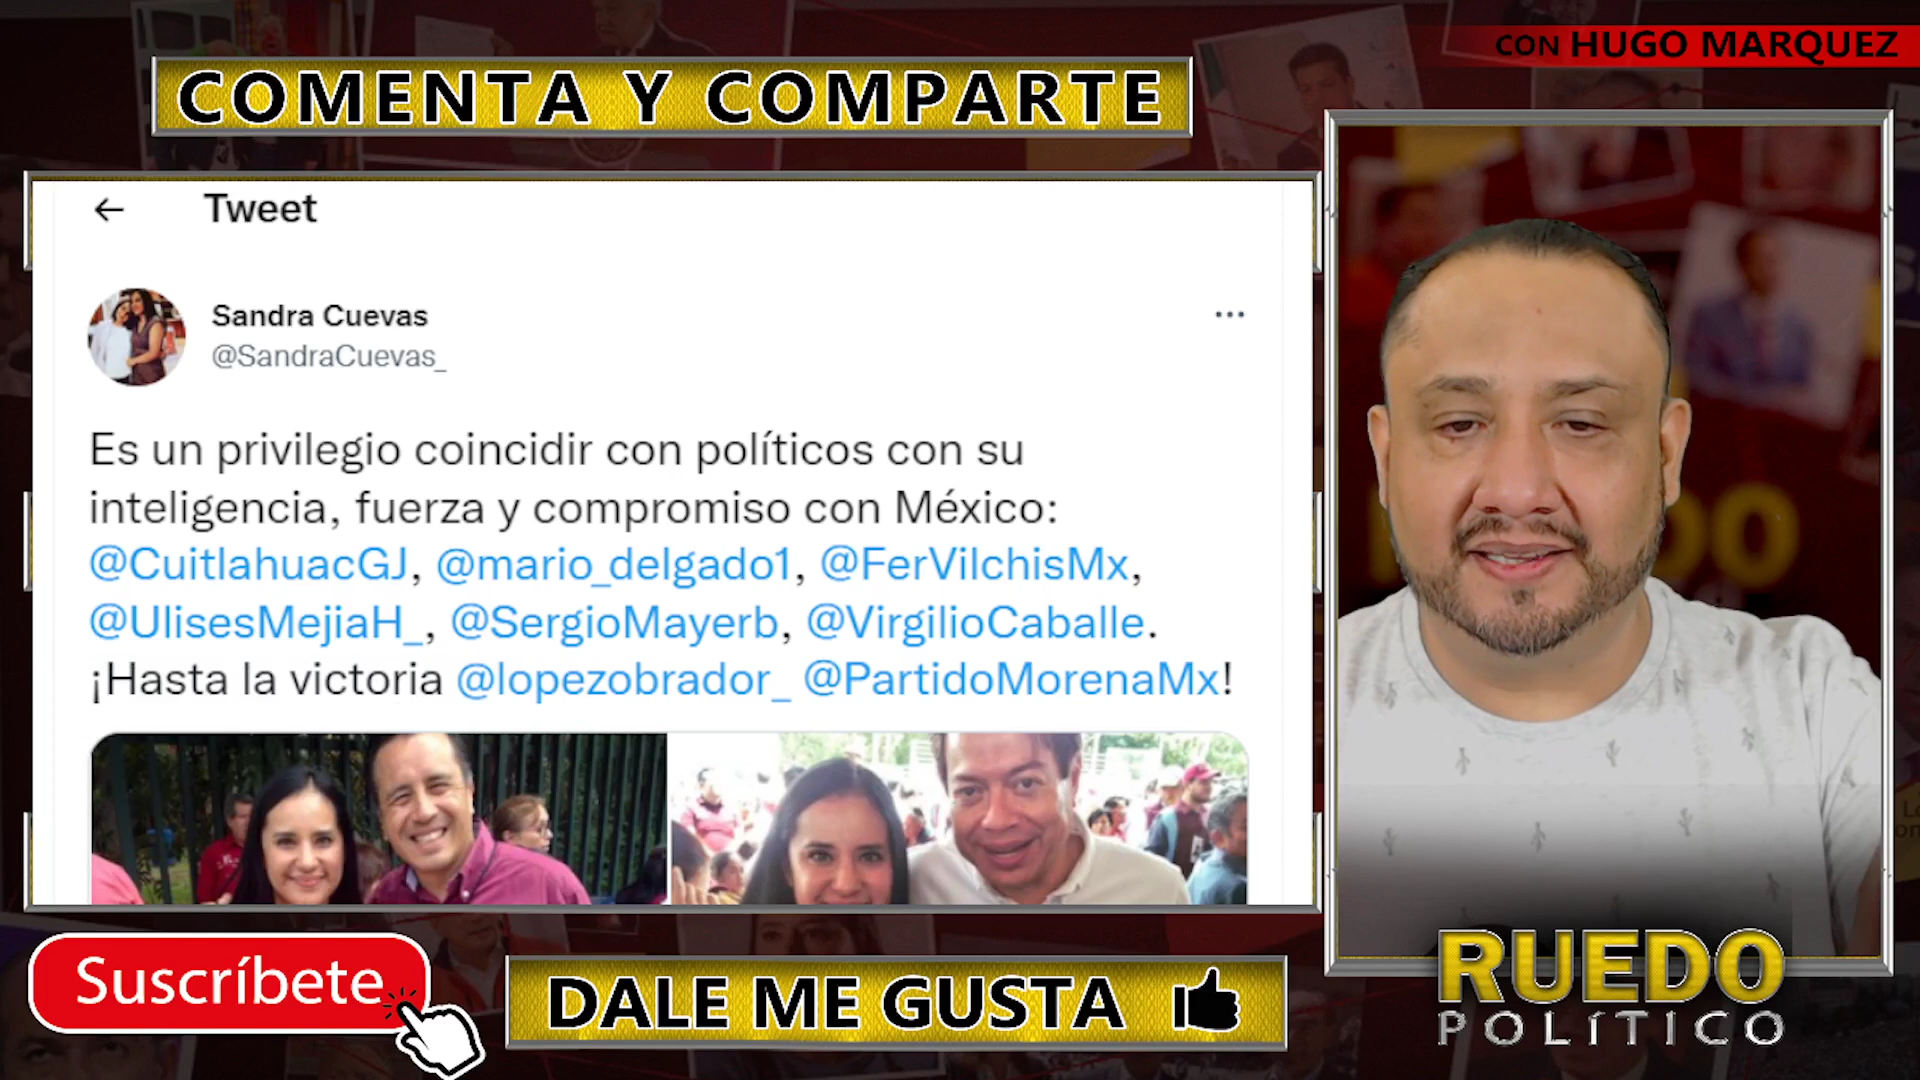 CON HUGO MARQUEZ
COMENTA Y COMPARTE
Tweet
Sandra Cuevas
@SandraCuevas_
Es un privilegio coincidir con políticos con su
inteligencia, fuerza y compromiso con México:
@CuitlahuacGJ, @mario_delgado1, @FerVilchisMx,
@UlisesMejiaH_, @SergioMayerb, @VirgilioCaballe.
¡Hasta la victoria @lopezobrador_ @PartidoMorenaMx!
Suscríbete
DALE ME GUSTA
RUEDO
POLÍTICO